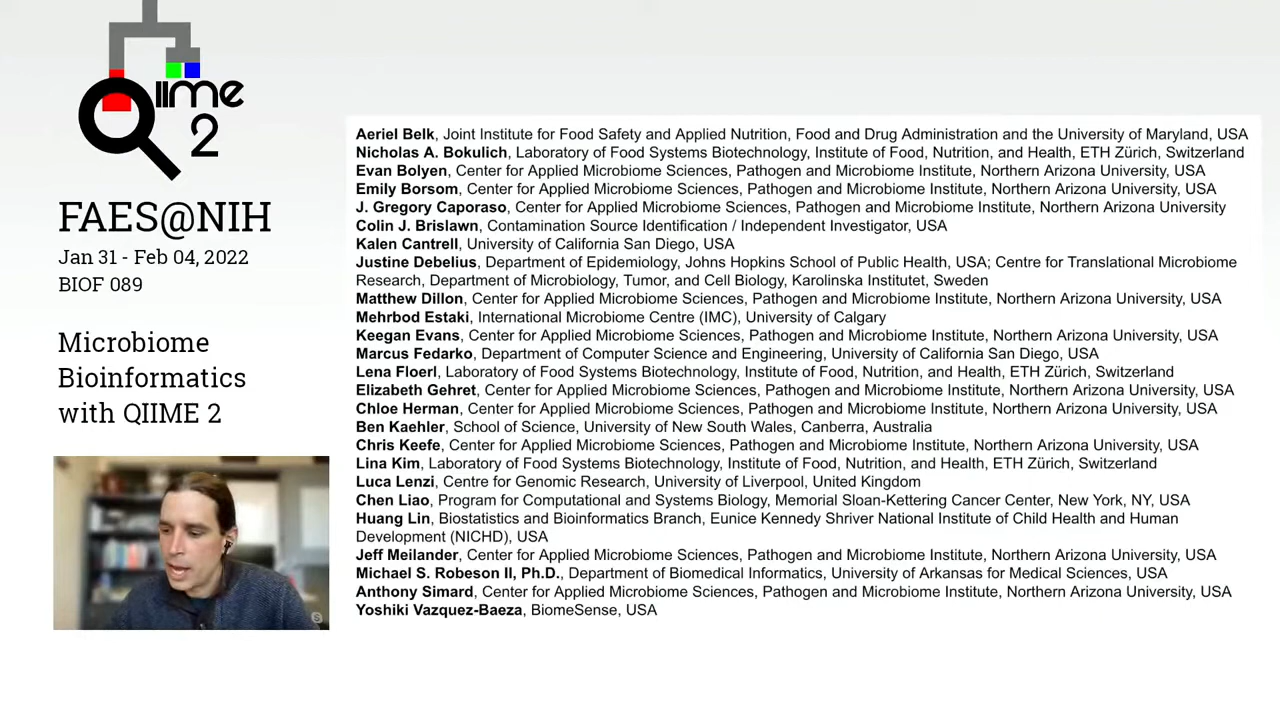 QIIME
2
FAES@NIH
Jan 31 - Feb 04, 2022
BIOF 089
Microbiome
Bioinformatics
with QIIME 2
Aeriel Belk, Joint Institute for Food Safety and Applied Nutrition, Food and Drug Administration and the University of Maryland, USA
Nicholas A. Bokulich, Laboratory of Food Systems Biotechnology, Institute of Food, Nutrition, and Health, ETH Zürich, Switzerland
Evan Bolyen, Center for Applied Microbiome Sciences, Pathogen and Microbiome Institute, Northern Arizona University, USA
Emily Borsom, Center for Applied Microbiome Sciences, Pathogen and Microbiome Institute, Northern Arizona University, USA
J. Gregory Caporaso, Center for Applied Microbiome Sciences, Pathogen and Microbiome Institute, Northern Arizona University
Colin J. Brislawn, Contamination Source Identification / Independent Investigator, USA
Kalen Cantrell, University of California San Diego, USA
Justine Debelius, Department of Epidemiology, Johns Hopkins School of Public Health, USA; Centre for Translational Microbiome
Research, Department of Microbiology, Tumor, and Cell Biology, Karolinska Institutet, Sweden
Matthew Dillon, Center for Applied Microbiome Sciences, Pathogen and Microbiome Institute, Northern Arizona University, USA
Mehrbod Estaki, International Microbiome Centre (IMC), University of Calgary
Keegan Evans, Center for Applied Microbiome Sciences, Pathogen and Microbiome Institute, Northern Arizona University, USA
Marcus Fedarko, Department of Computer Science and Engineering, University of California San Diego, USA
Lena Floerl, Laboratory of Food Systems Biotechnology, Institute of Food, Nutrition, and Health, ETH Zürich, Switzerland
Elizabeth Gehret, Center for Applied Microbiome Sciences, Pathogen and Microbiome Institute, Northern Arizona University, USA
Chloe Herman, Center for Applied Microbiome Sciences, Pathogen and Microbiome Institute, Northern Arizona University, USA
Ben Kaehler, School of Science, University of New South Wales, Canberra, Australia
Chris Keefe, Center for Applied Microbiome Sciences, Pathogen and Microbiome Institute, Northern Arizona University, USA
Lina Kim, Laboratory of Food Systems Biotechnology, Institute of Food, Nutrition, and Health, ETH Zürich, Switzerland
Luca Lenzi, Centre for Genomic Research, University of Liverpool, United Kingdom
Chen Liao, Program for Computational and Systems Biology, Memorial Sloan-Kettering Cancer Center, New York, NY, USA
Huang Lin, Biostatistics and Bioinformatics Branch, Eunice Kennedy Shriver National Institute of Child Health and Human
Development (NICHD), USA
Jeff Meilander, Center for Applied Microbiome Sciences, Pathogen and Microbiome Institute, Northern Arizona University, USA
Michael S. Robeson II, Ph.D., Department of Biomedical Informatics, University of Arkansas for Medical Sciences, USA
Anthony Simard, Center for Applied Microbiome Sciences, Pathogen and Microbiome Institute, Northern Arizona University, USA
Yoshiki Vazquez-Baeza, BiomeSense, USA